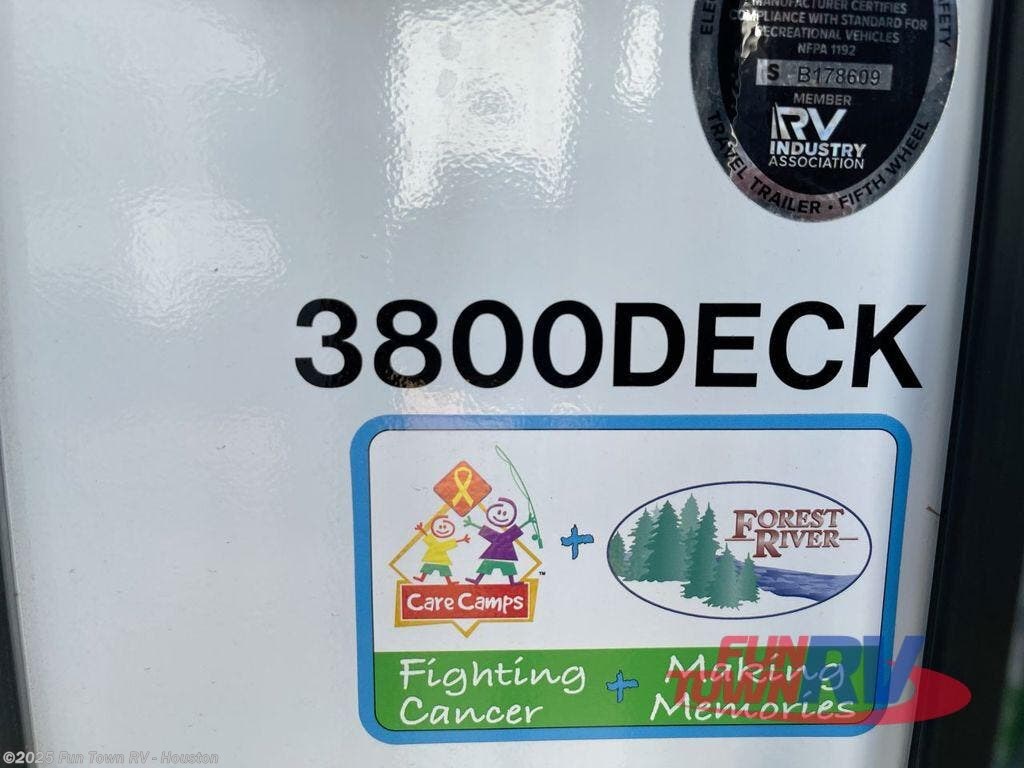 MANUFACTURER CERTIFIES
COMPLIANCE WITH STANDARD FOR
RECREATIONAL VEHICLES
NFPA 1192
S B178609
MEMBER
RV
INDUSTRY
ASSOCIATION
TRAVEL TRAILER · FIFTH WHEEL
3800DECK
Care Camps
™
+
FOREST
RIVER
Fighting
Cancer
+
Making
Memories
FUN
TOWN
RV
©2025 Fun Town RV - Houston